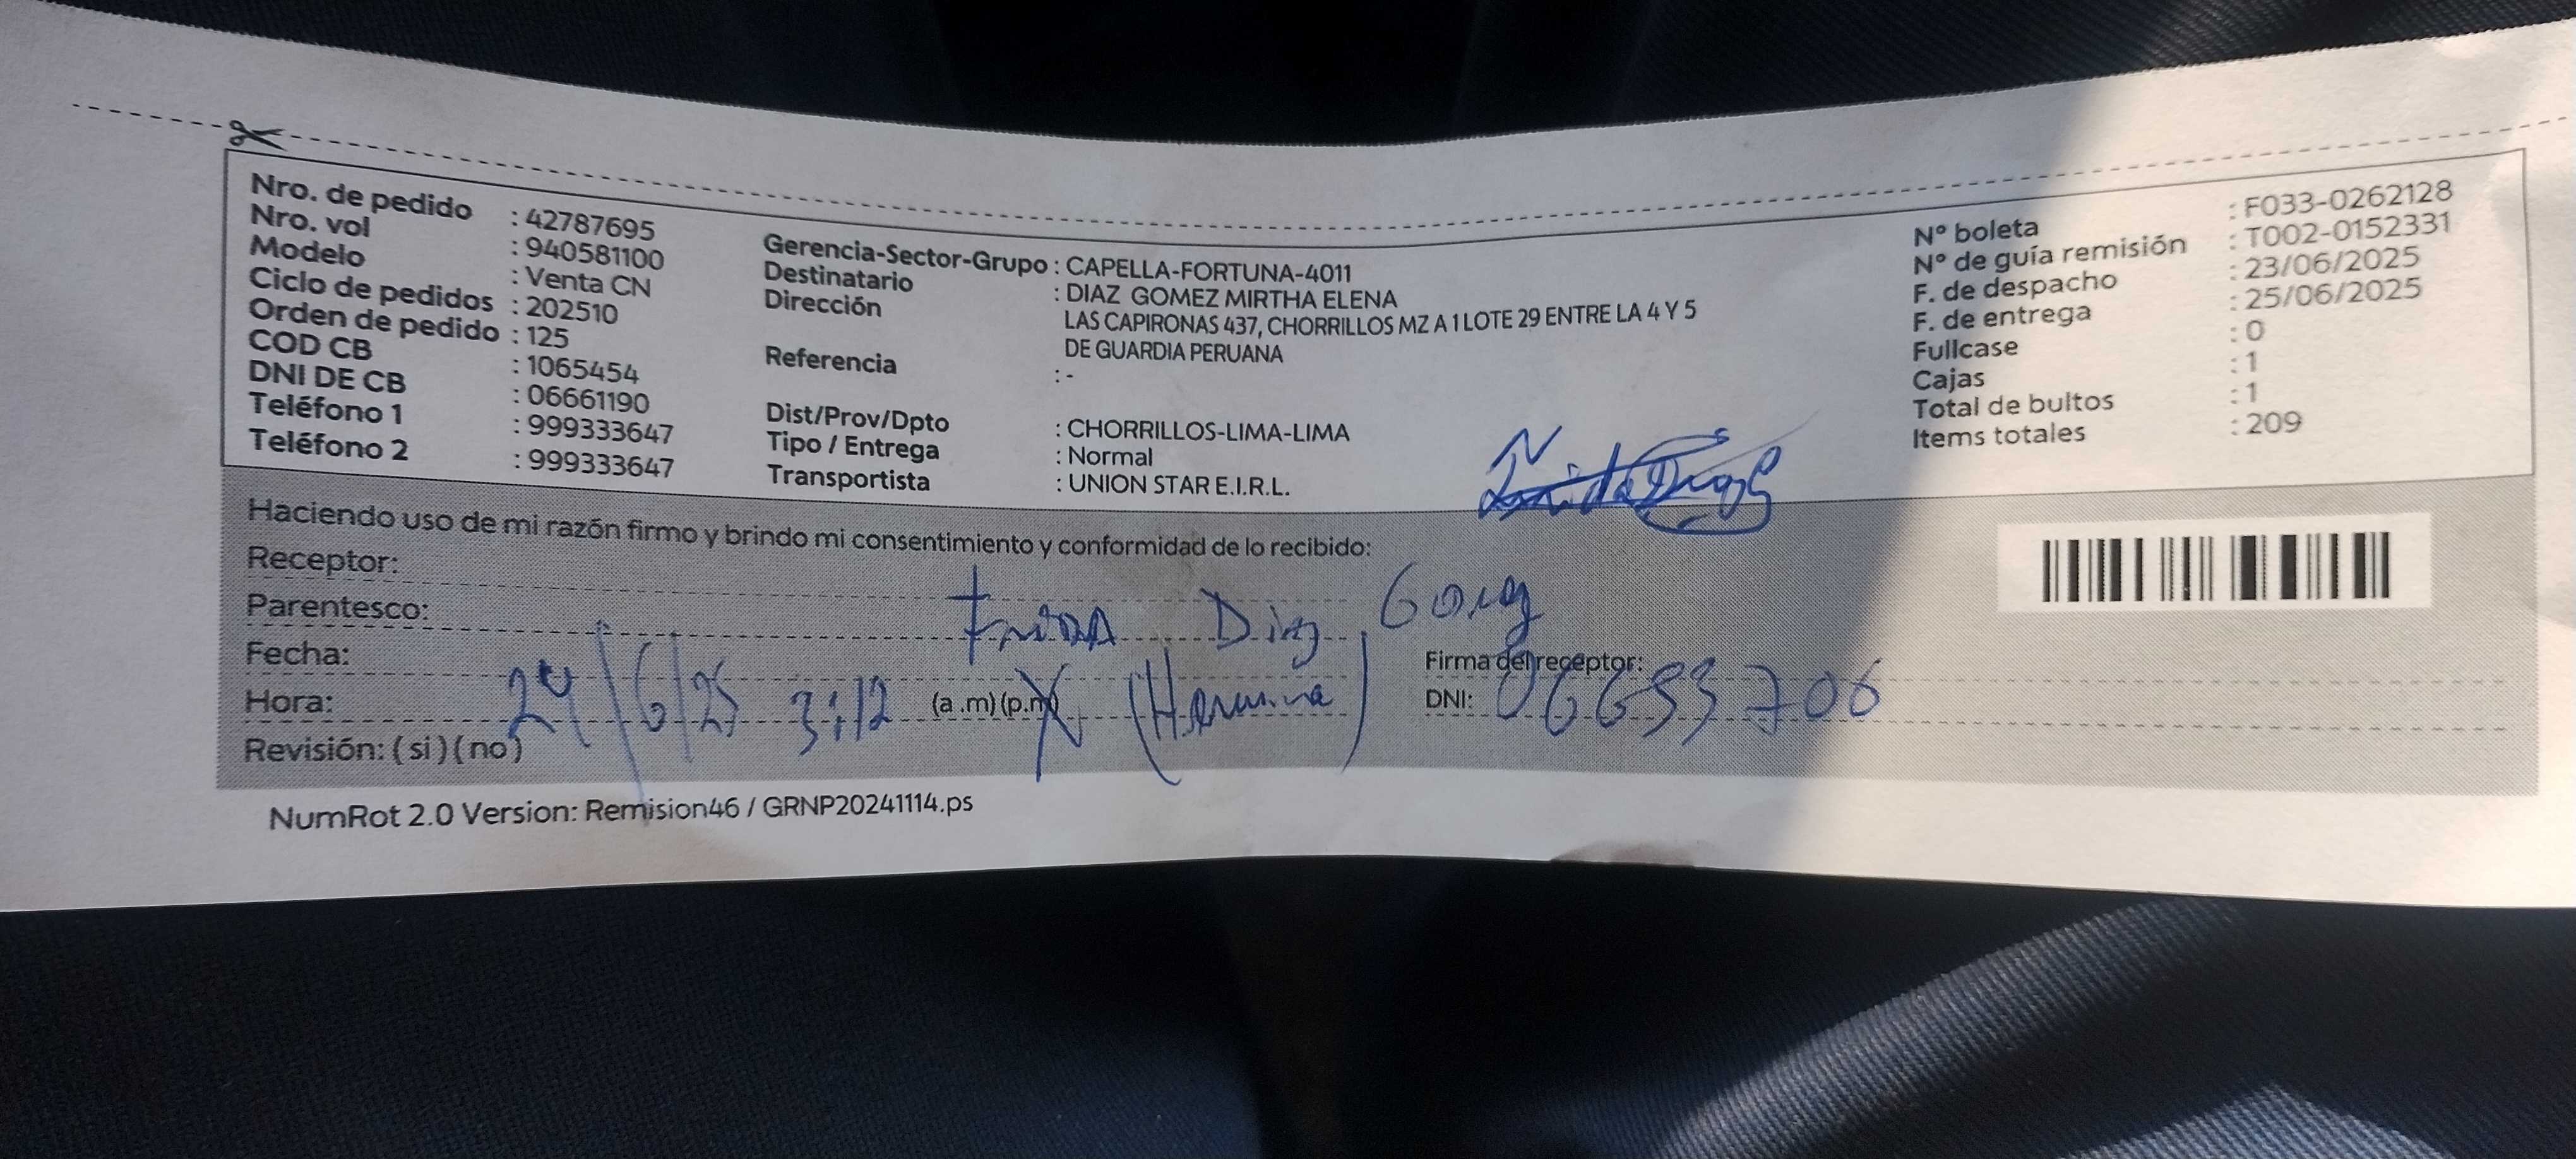 Nro. de pedido : 42787695
Nro. vol : 940581100
Modelo : Venta CN
Ciclo de pedidos : 202510
Orden de pedido : 125
COD CB : 1065454
DNI DE CB : 06661190
Teléfono 1 : 999333647
Teléfono 2 : 999333647
Gerencia-Sector-Grupo : CAPELLA-FORTUNA-4011
Destinatario : DIAZ GOMEZ MIRTHA ELENA
Dirección LAS CAPIRONAS 437, CHORRILLOS MZ A 1 LOTE 29 ENTRE LA 4 Y 5
DE GUARDIA PERUANA
Referencia : -
Dist/Prov/Dpto : CHORRILLOS-LIMA-LIMA
Tipo / Entrega : Normal
Transportista : UNION STAR E.I.R.L.
Nº boleta : F033-0262128
Nº de guía remisión : T002-0152331
F. de despacho : 23/06/2025
F. de entrega : 25/06/2025
Fullcase : 0
Cajas : 1
Total de bultos : 1
Items totales : 209
Haciendo uso de mi razón firmo y brindo mi consentimiento y conformidad de lo recibido:
Receptor:
Parentesco: Diaz
Fecha: 24/6/25
Hora: 3:12 (a.m) (p.m) (Hermana)
Firma del receptor:
DNI: 06653706
Revisión: ( si ) ( no )
NumRot 2.0 Version: Remision46 / GRNP20241114.ps